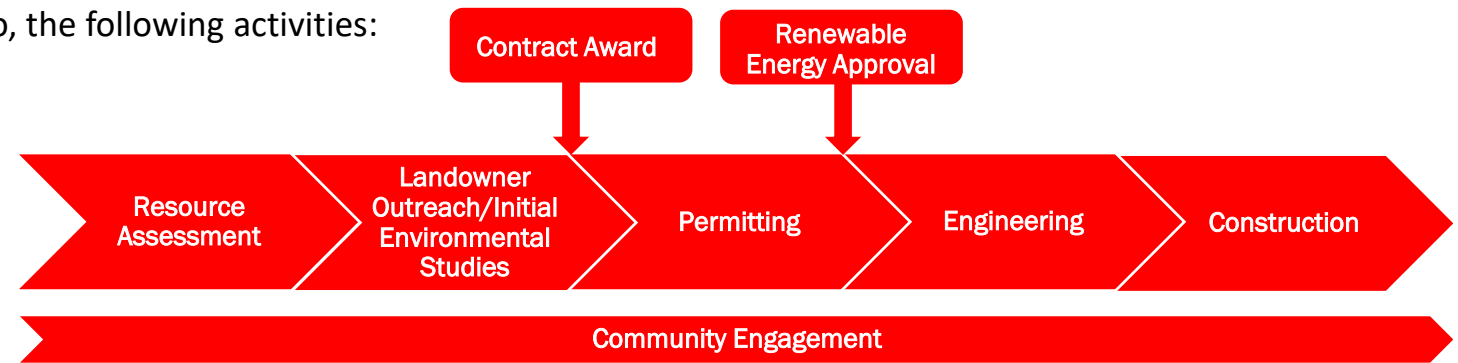 , the following activities:
Contract Award
Renewable
Energy Approval
Resource
Assessment
Landowner
Outreach/Initial
Environmental
Studies
Permitting
Engineering
Construction
Community Engagement